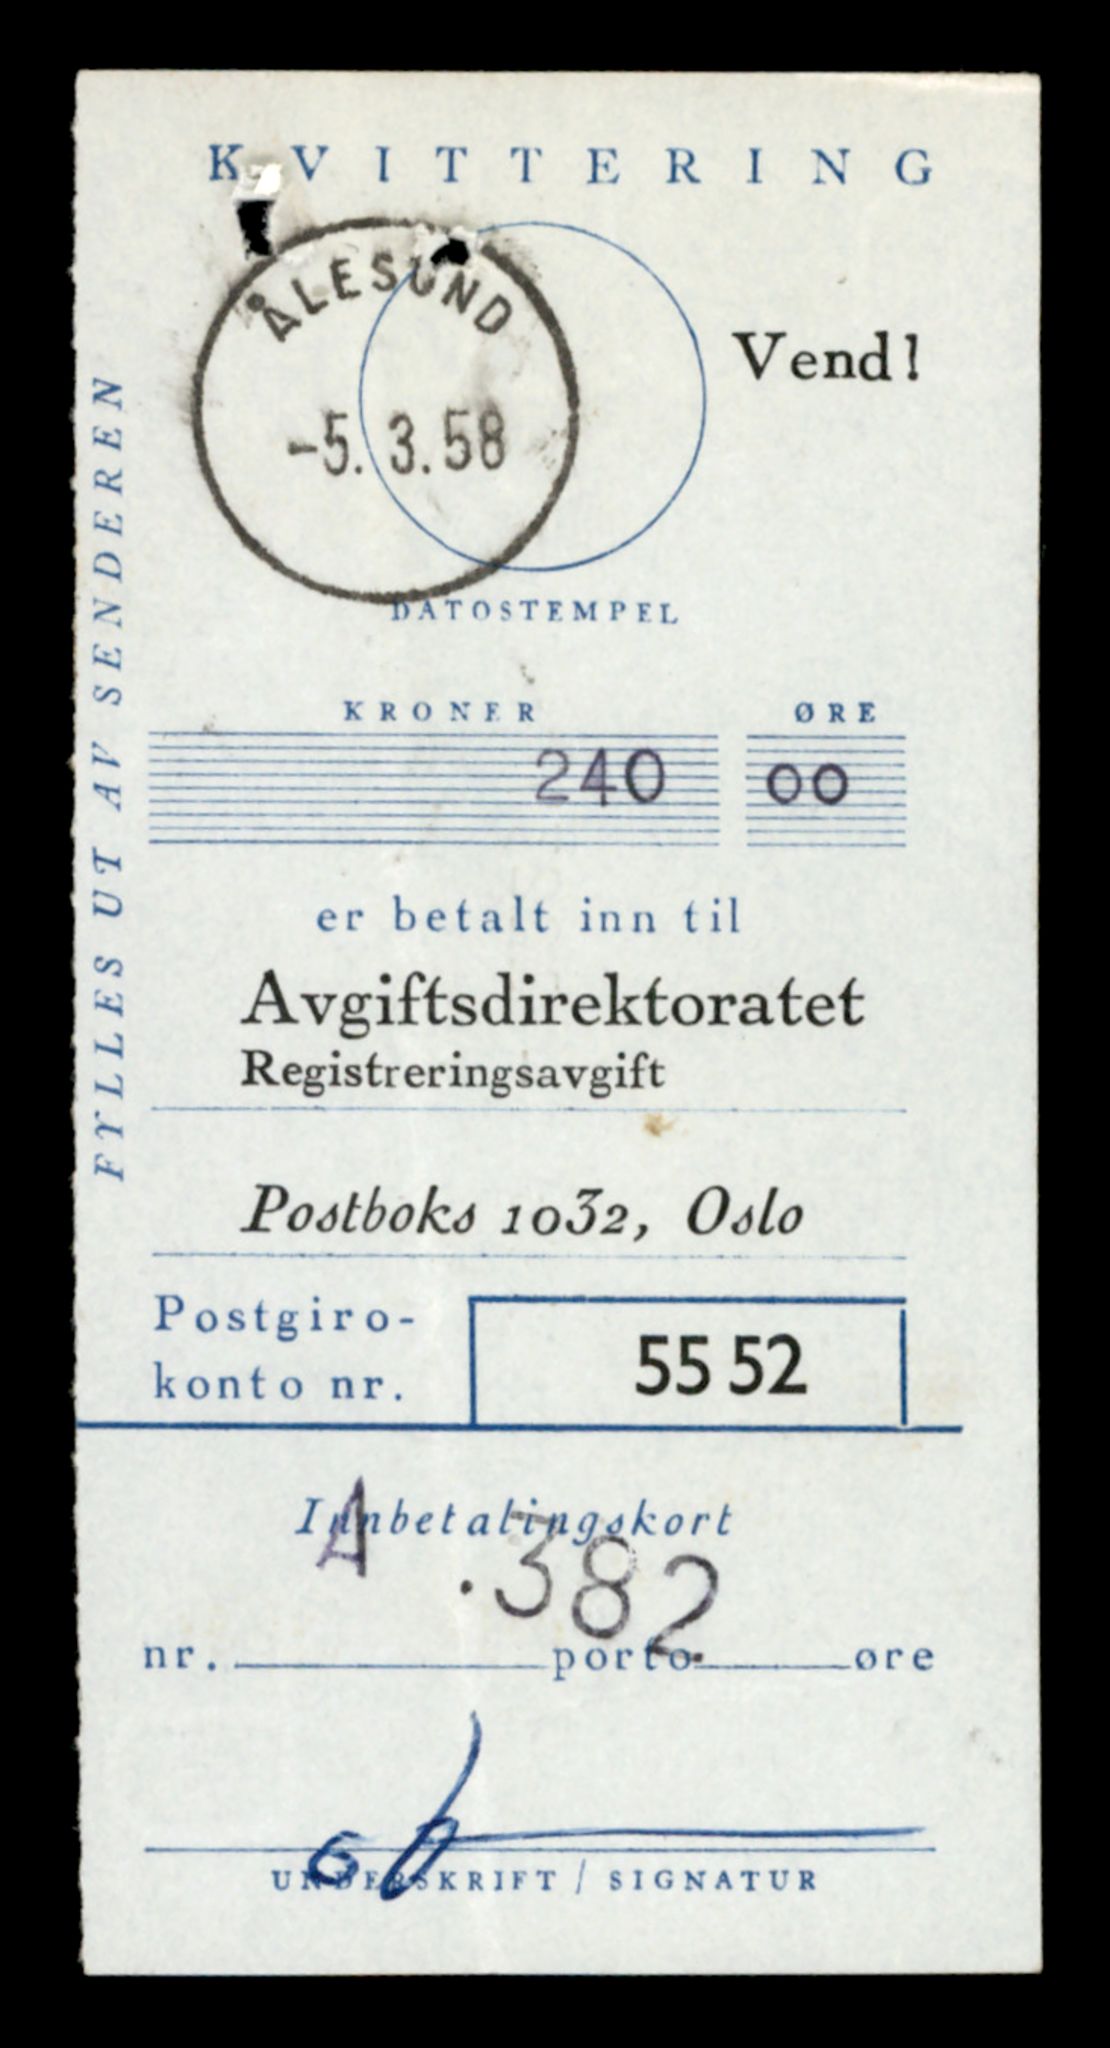 KVITTERING
ÅLESUND
-5. 3. 58
Vend!
DATOSTEMPEL
FYLLES UT AV SENDEREN
KRONER ØRE
240 00
er betalt inn til
Avgiftsdirektoratet
Registreringsavgift
Postboks 1032, Oslo
Postgiro-
konto nr.
55 52
Innbetalingskort
A .382
nr. porto øre
UNDERSKRIFT / SIGNATUR